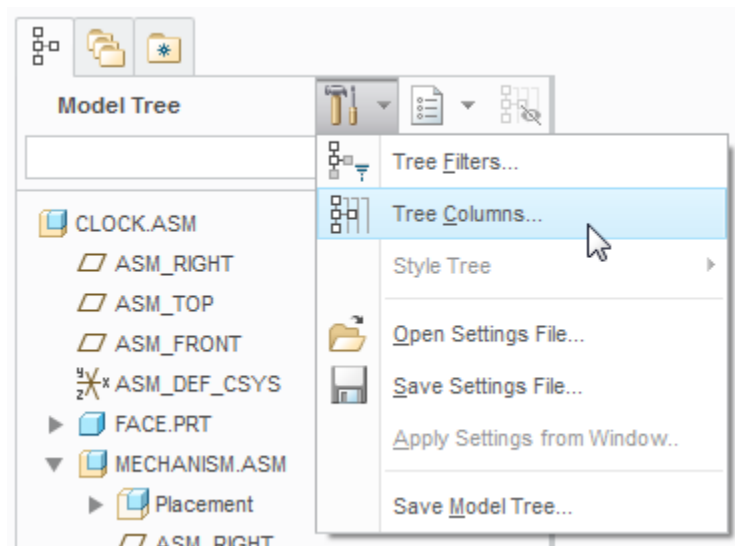 Model Tree
Tree Filters...
Tree Columns...
CLOCK.ASM
ASM_RIGHT
Style Tree
ASM_TOP
Open Settings File...
ASM_FRONT
ASM_DEF_CSYS
Save Settings File...
FACE.PRT
Apply Settings from Window..
MECHANISM.ASM
Placement
Save Model Tree...
ASM_RIGHT